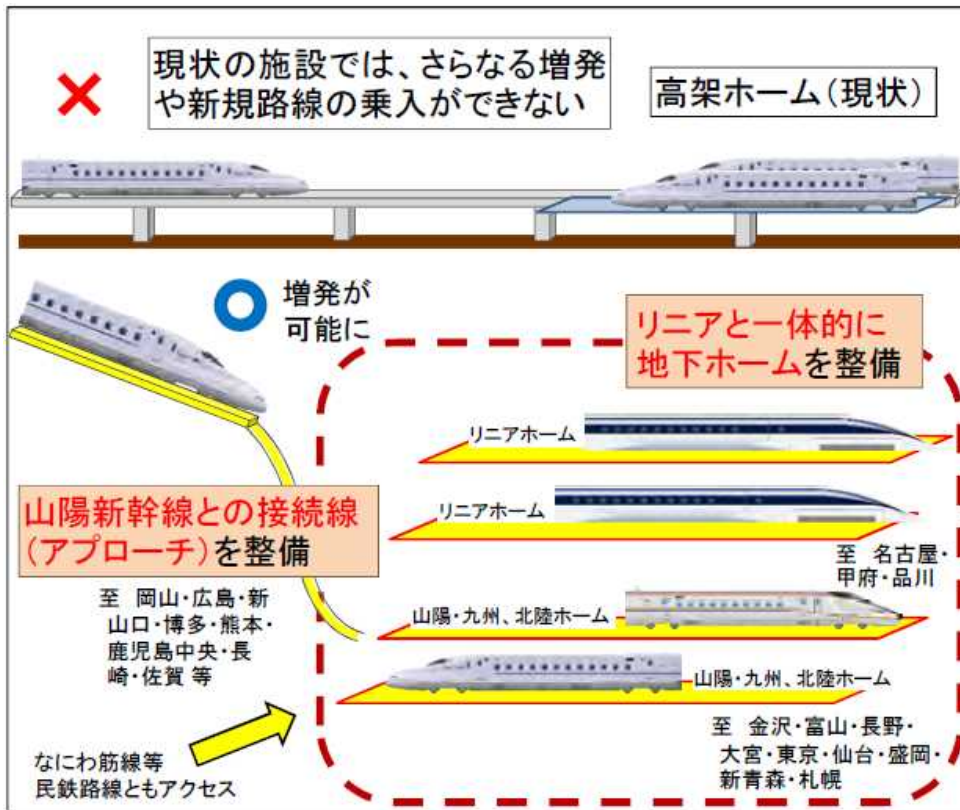 現状の施設では、さらなる増発
や新規路線の乗入ができない
高架ホーム(現状)
増発が
可能に
リニアと一体的に
地下ホームを整備
リニアホーム
リニアホーム
山陽新幹線との接続線
(アプローチ)を整備
至 名古屋・
甲府・品川
至 岡山・広島・新
山口・博多・熊本・
鹿児島中央・長
崎・佐賀 等
山陽・九州、北陸ホーム
山陽・九州、北陸ホーム
至 金沢・富山・長野・
大宮・東京・仙台・盛岡・
新青森・札幌
なにわ筋線等
民鉄路線ともアクセス